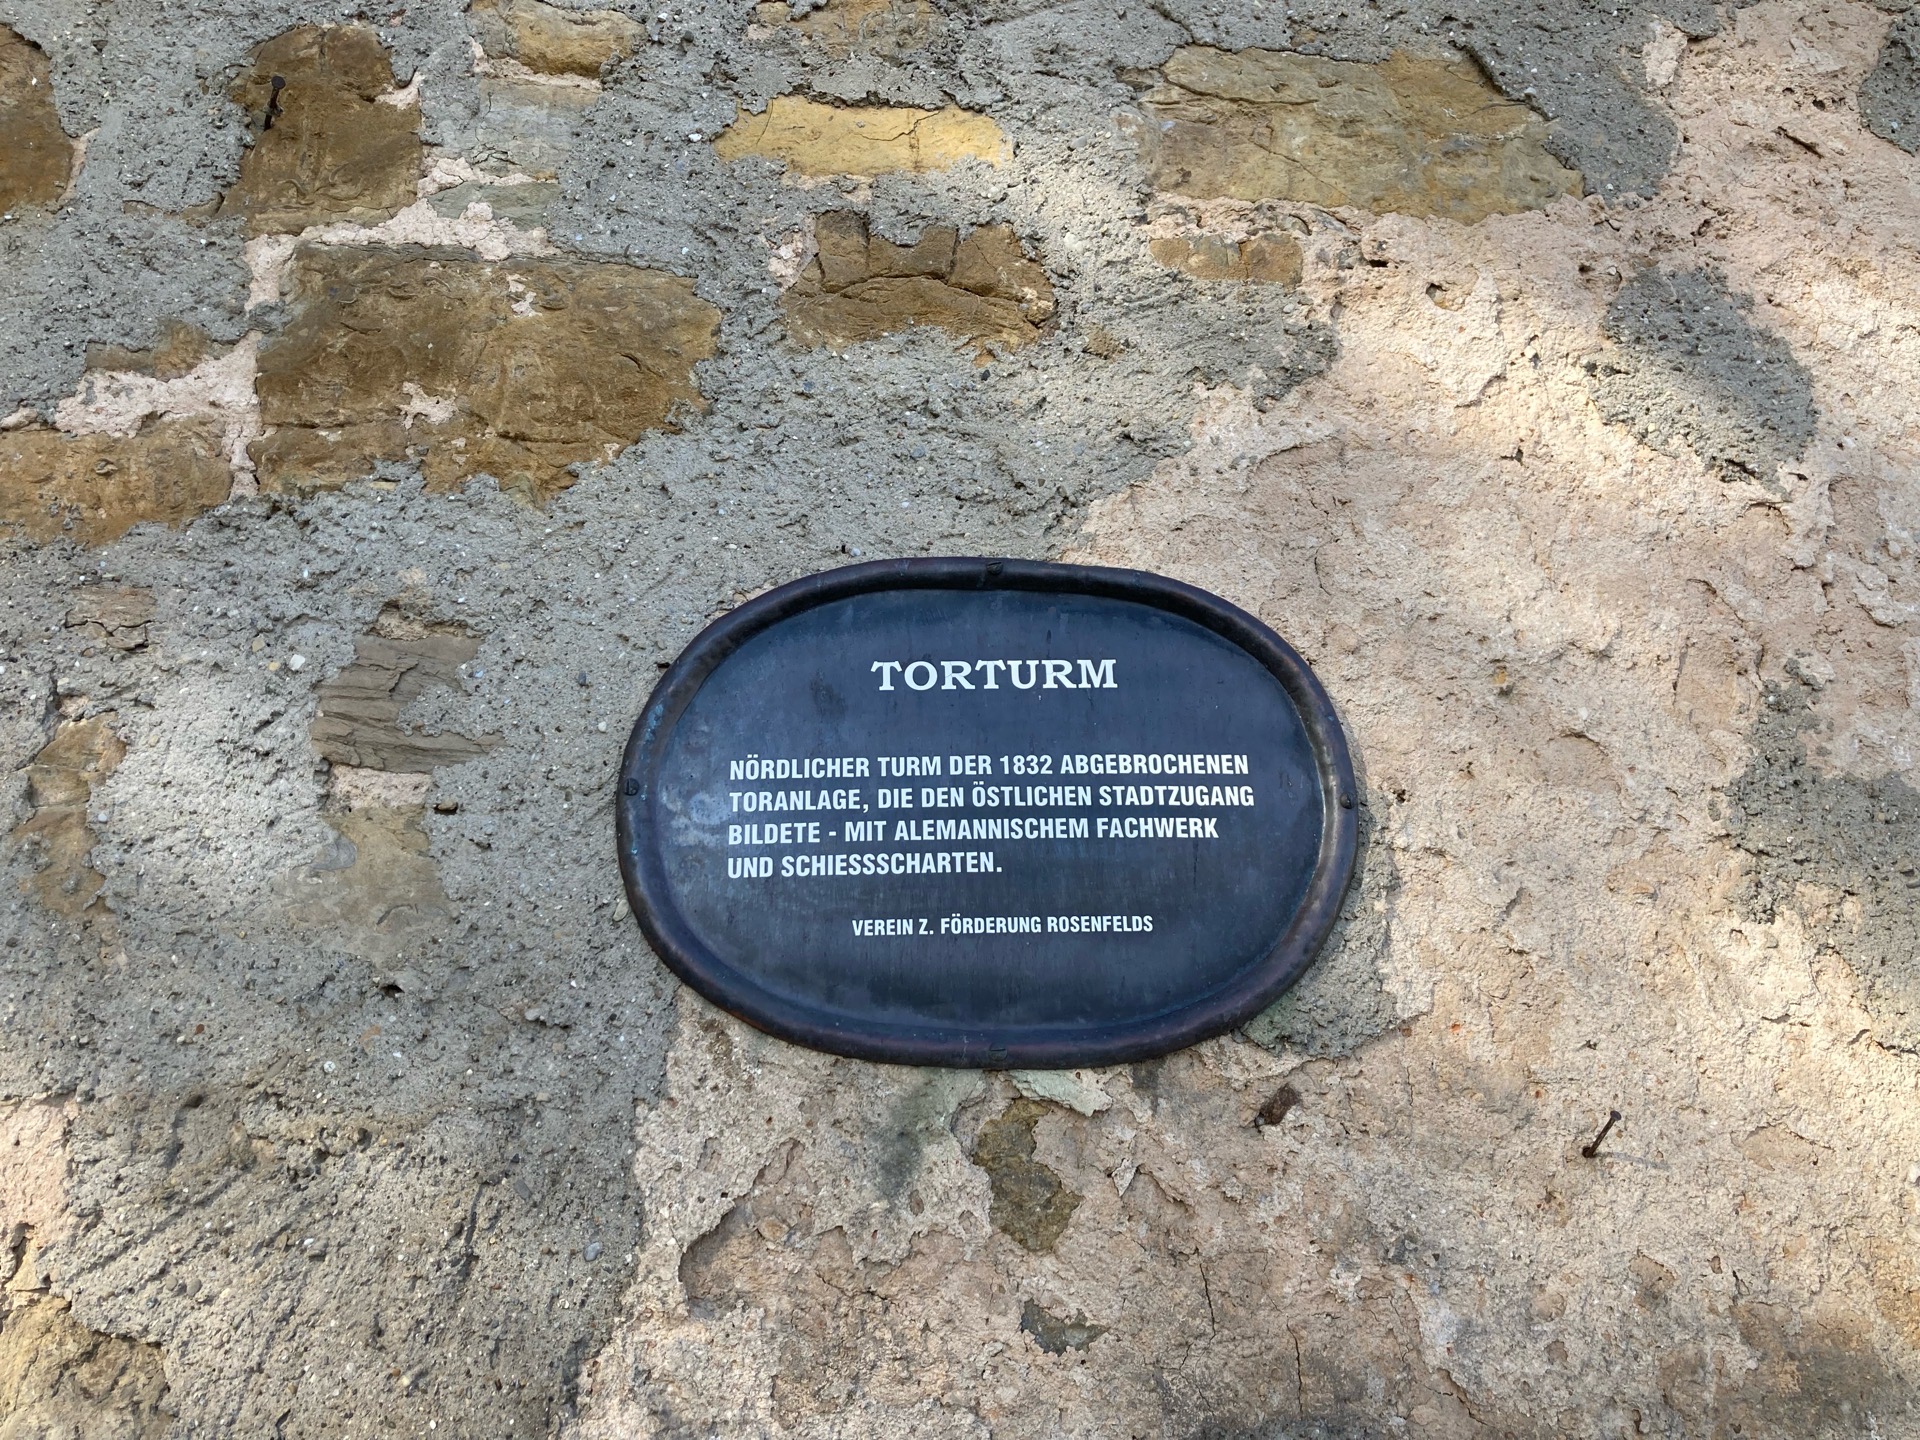 TORTURM
NÖRDLICHER TURM DER 1832 ABGEBROCHENEN
TORANLAGE, DIE DEN ÖSTLICHEN STADTZUGANG
BILDETE - MIT ALEMANNISCHEM FACHWERK
UND SCHIESSSCHARTEN.
VEREIN Z. FÖRDERUNG ROSENFELDS